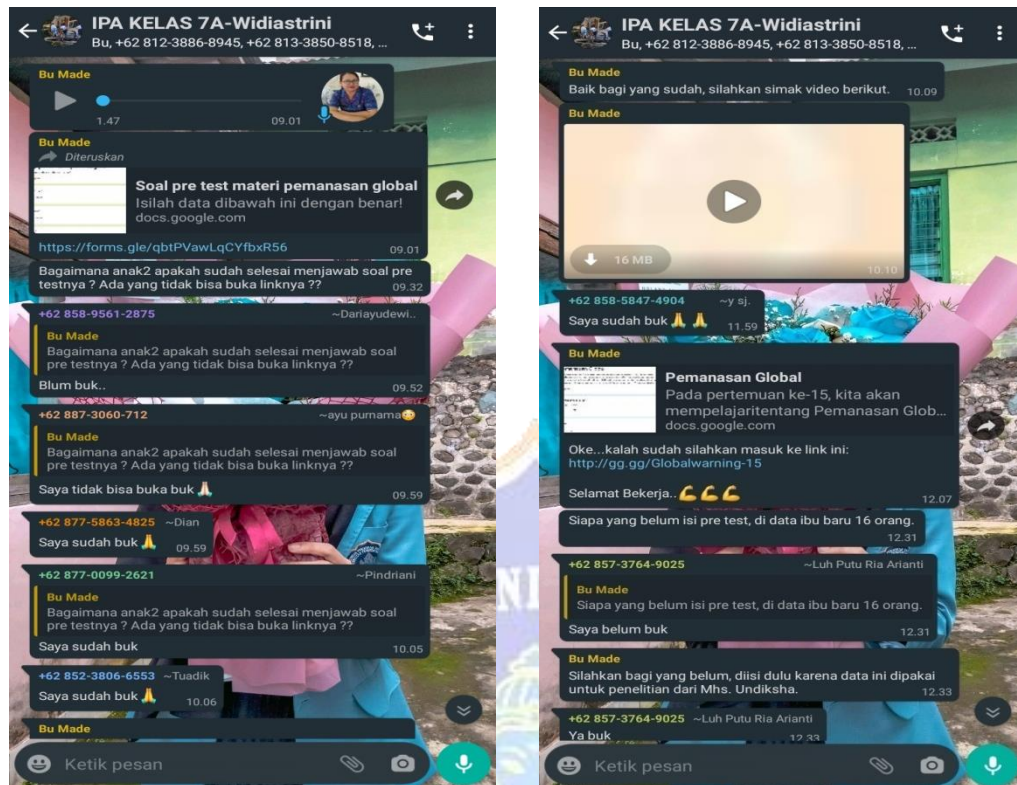 IPA KELAS 7A-Widiastrini
Bu, +62 812-3886-8945, +62 813-3850-8518, ...
Bu Made
1.47 09.01
Bu Made
Diteruskan
Soal pre test materi pemanasan global
Isilah data dibawah ini dengan benar!
docs.google.com
https://forms.gle/qbtPVawLqCYfbxR56 09.01
Bagaimana anak2 apakah sudah selesai menjawab soal pre
testnya ? Ada yang tidak bisa buka linknya ?? 09.32
+62 858-9561-2875 ~Dariayudewi..
Bu Made
Bagaimana anak2 apakah sudah selesai menjawab soal
pre testnya ? Ada yang tidak bisa buka linknya ??
Blum buk.. 09.52
+62 887-3060-712 ~ayu purnama😳
Bu Made
Bagaimana anak2 apakah sudah selesai menjawab soal
pre testnya ? Ada yang tidak bisa buka linknya ??
Saya tidak bisa buka buk 🙏 09.59
+62 877-5863-4825 ~Dian
Saya sudah buk 🙏 09.59
+62 877-0099-2621 ~Pindriani
Bu Made
Bagaimana anak2 apakah sudah selesai menjawab soal
pre testnya ? Ada yang tidak bisa buka linknya ??
Saya sudah buk 10.05
+62 852-3806-6553 ~Tuadik
Saya sudah buk 🙏 10.06
Bu Made
Ketik pesan
IPA KELAS 7A-Widiastrini
Bu, +62 812-3886-8945, +62 813-3850-8518, ...
Bu Made
Baik bagi yang sudah, silahkan simak video berikut. 10.09
Bu Made
16 MB
10.10
+62 858-5847-4904 ~y sj.
Saya sudah buk 🙏 🙏 11.59
Bu Made
Pemanasan Global
Pada pertemuan ke-15, kita akan
mempelajaritentang Pemanasan Glob...
docs.google.com
Oke...kalah sudah silahkan masuk ke link ini:
http://gg.gg/Globalwarning-15
Selamat Bekerja..💪💪💪 12.07
Siapa yang belum isi pre test, di data ibu baru 16 orang.
12.31
+62 857-3764-9025 ~Luh Putu Ria Arianti
Bu Made
Siapa yang belum isi pre test, di data ibu baru 16 orang.
Saya belum buk 12.31
Bu Made
Silahkan bagi yang belum, diisi dulu karena data ini dipakai
untuk penelitian dari Mhs. Undiksha. 12.33
+62 857-3764-9025 ~Luh Putu Ria Arianti
Ya buk 12.33
Ketik pesan